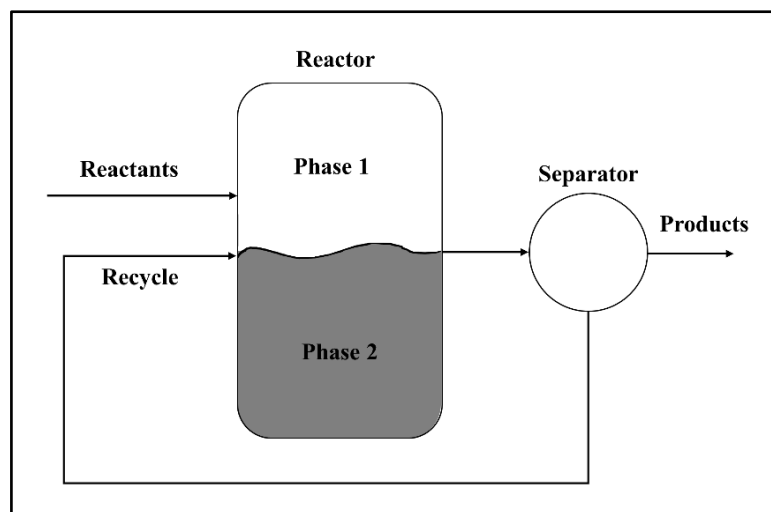 Reactor
Phase 1
Reactants
Separator
Products
Recycle
Phase 2